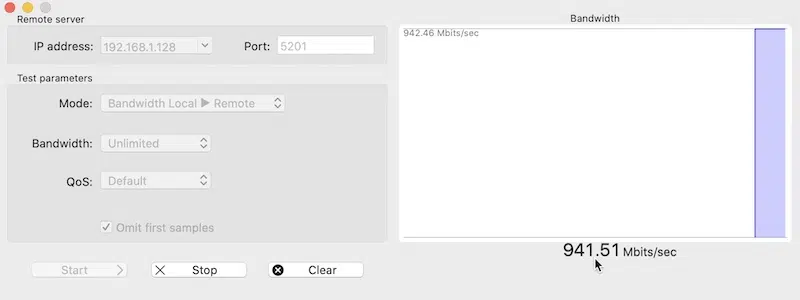 Remote server
IP address: 192.168.1.128 Port: 5201
Test parameters
Mode: Bandwidth Local ▶ Remote
Bandwidth: Unlimited
QoS: Default
Omit first samples
Start Stop Clear
Bandwidth
942.46 Mbits/sec
941.51 Mbits/sec